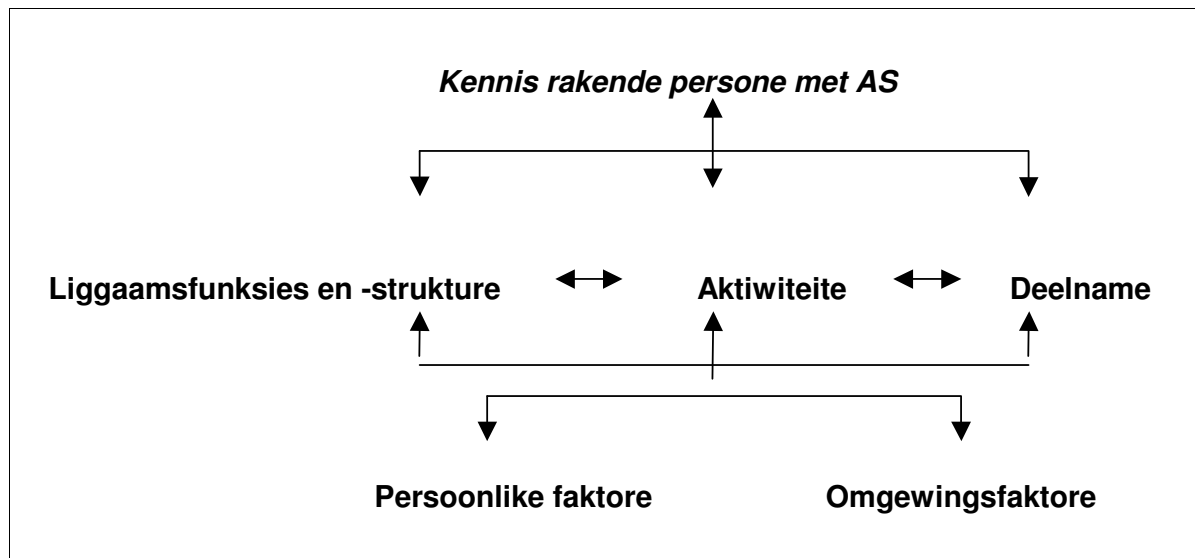 Kennis rakende persone met AS
Liggaamsfunksies en -strukture Aktiwiteite Deelname
Persoonlike faktore Omgewingsfaktore